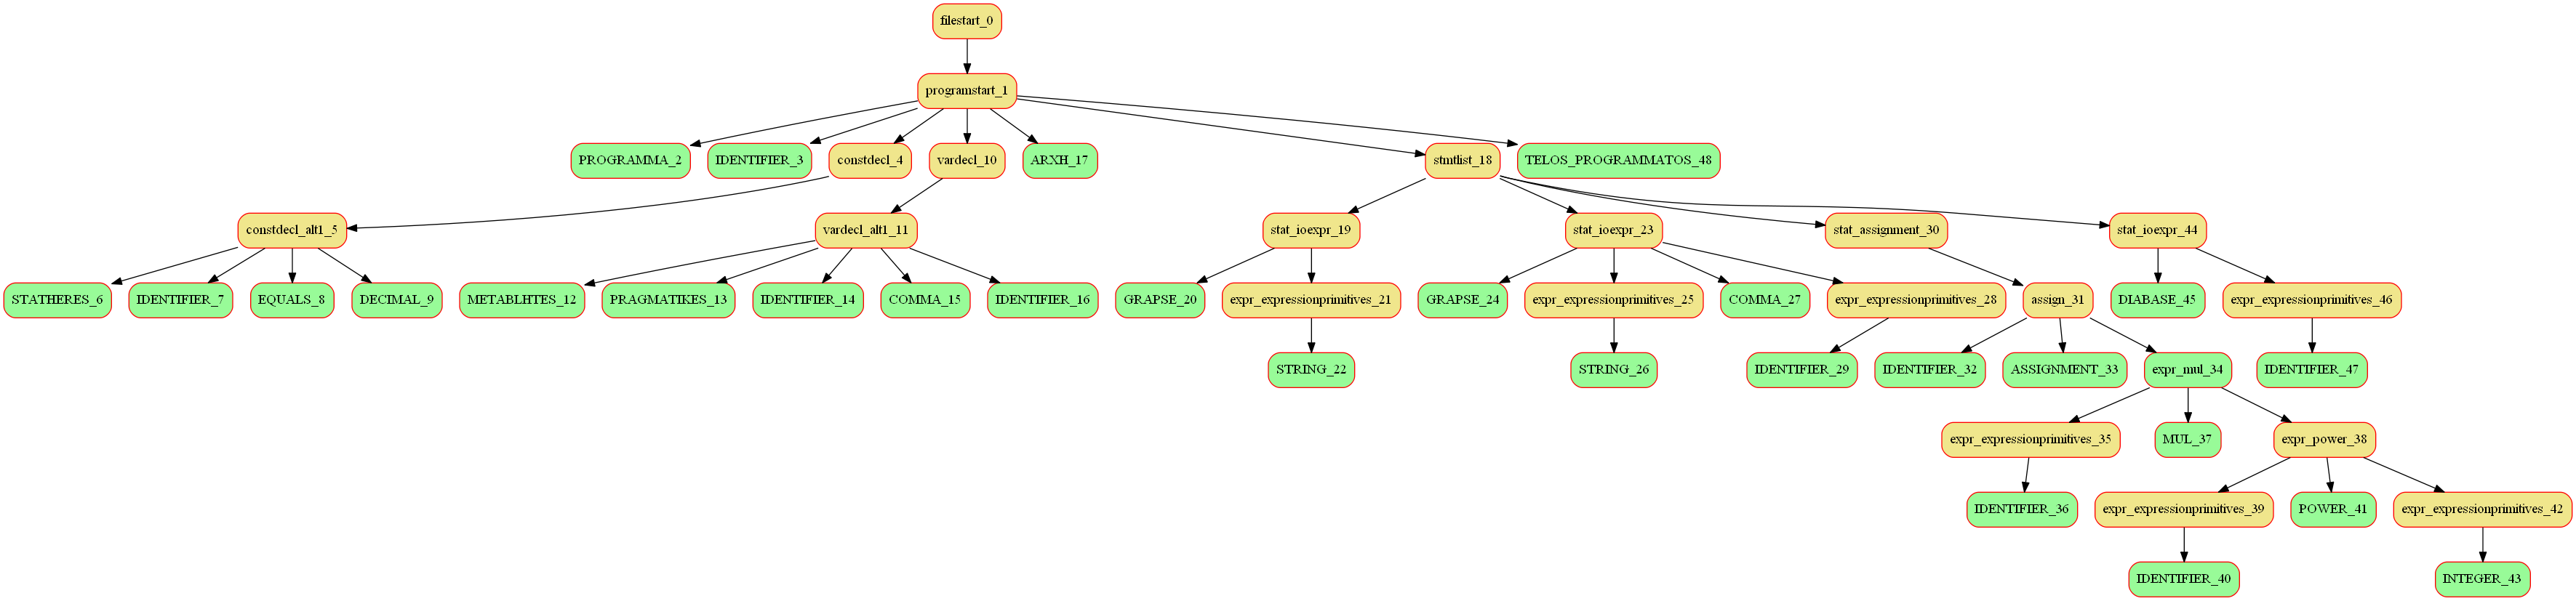 filestart_0
programstart_1
PROGRAMMA_2
IDENTIFIER_3
constdecl_4
vardecl_10
ARXH_17
stmtlist_18
TELOS_PROGRAMMATOS_48
constdecl_alt1_5
vardecl_alt1_11
stat_ioexpr_19
stat_ioexpr_23
stat_assignment_30
stat_ioexpr_44
STATHERES_6
IDENTIFIER_7
EQUALS_8
DECIMAL_9
METABLHTES_12
PRAGMATIKES_13
IDENTIFIER_14
COMMA_15
IDENTIFIER_16
GRAPSE_20
expr_expressionprimitives_21
GRAPSE_24
expr_expressionprimitives_25
COMMA_27
expr_expressionprimitives_28
assign_31
DIABASE_45
expr_expressionprimitives_46
STRING_22
STRING_26
IDENTIFIER_29
IDENTIFIER_32
ASSIGNMENT_33
expr_mul_34
IDENTIFIER_47
expr_expressionprimitives_35
MUL_37
expr_power_38
IDENTIFIER_36
expr_expressionprimitives_39
POWER_41
expr_expressionprimitives_42
IDENTIFIER_40
INTEGER_43